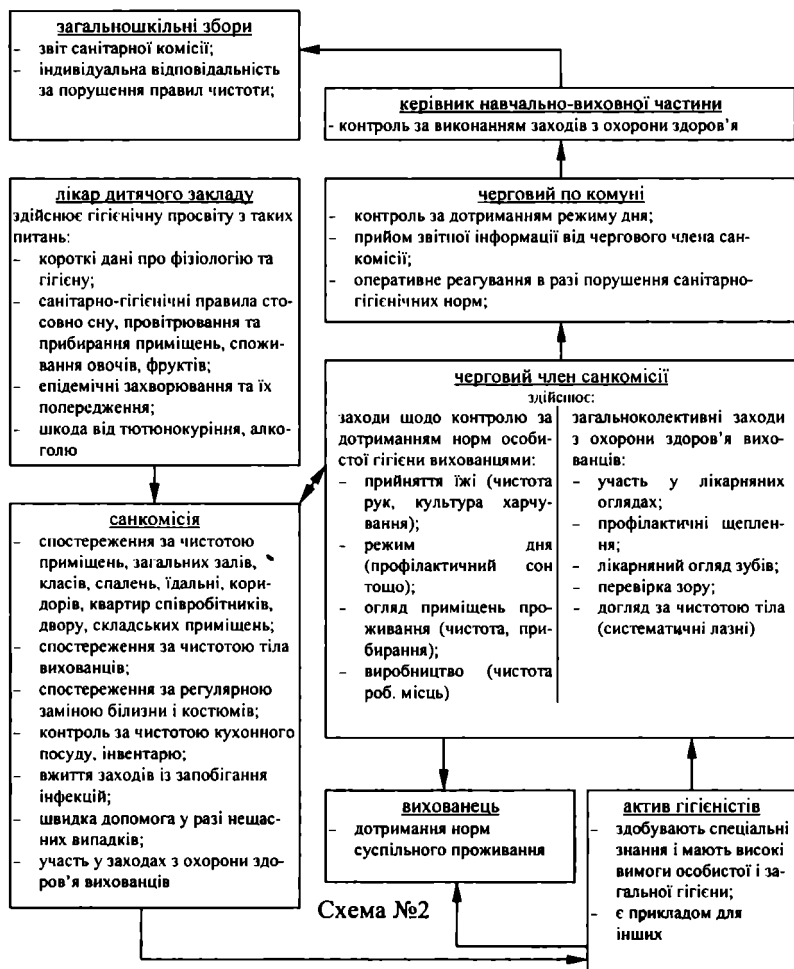 загальношкільні збори
- звіт санітарної комісії;
- індивідуальна відповідальність
за порушення правил чистоти;
керівник навчально-виховної частини
- контроль за виконанням заходів з охорони здоров'я
лікар дитячого закладу
здійснює гігієнічну просвіту з таких
питань:
- короткі дані про фізіологію та
гігієну;
- санітарно-гігієнічні правила сто-
совно сну, провітрювання та
прибирання приміщень, спожи-
вання овочів, фруктів;
- епідемічні захворювання та їх
попередження;
- шкода від тютюнокуріння, алко-
голю
черговий по комуні
- контроль за дотриманням режиму дня;
- прийом звітної інформації від чергового члена сан-
комісії;
- оперативне реагування в разі порушення санітарно-
гігієнічних норм;
черговий член санкомісії
здійснює:
заходи щодо контролю за
дотриманням норм особи-
стої гігієни вихованцями:
- прийняття їжі (чистота
рук, культура харчу-
вання);
- режим дня
(профілактичний сон
тощо);
- огляд приміщень про-
живання (чистота, при-
бирання);
- виробництво (чистота
роб. місць)
загальноколективні заходи
з охорони здоров'я вихо-
ванців:
- участь у лікарняних
оглядах;
- профілактичні щеплен-
ня;
- лікарняний огляд зубів;
- перевірка зору;
- догляд за чистотою тіла
(систематичні лазні)
санкомісія
- спостереження за чистотою
приміщень, загальних залів,
класів, спалень, їдальні, кори-
дорів, квартир співробітників,
двору, складських приміщень;
- спостереження за чистотою тіла
вихованців;
- спостереження за регулярною
заміною білизни і костюмів;
- контроль за чистотою кухонного
посуду, інвентарю;
- вжиття заходів із запобігання
інфекцій;
- швидка допомога у разі нещас-
них випадків;
- участь у заходах з охорони здо-
ров'я вихованців
вихованець
- дотримання норм
суспільного проживання
актив гігієністів
- здобувають спеціальні
знання і мають високі
вимоги особистої і за-
гальної гігієни;
- є прикладом для
інших
Схема №2